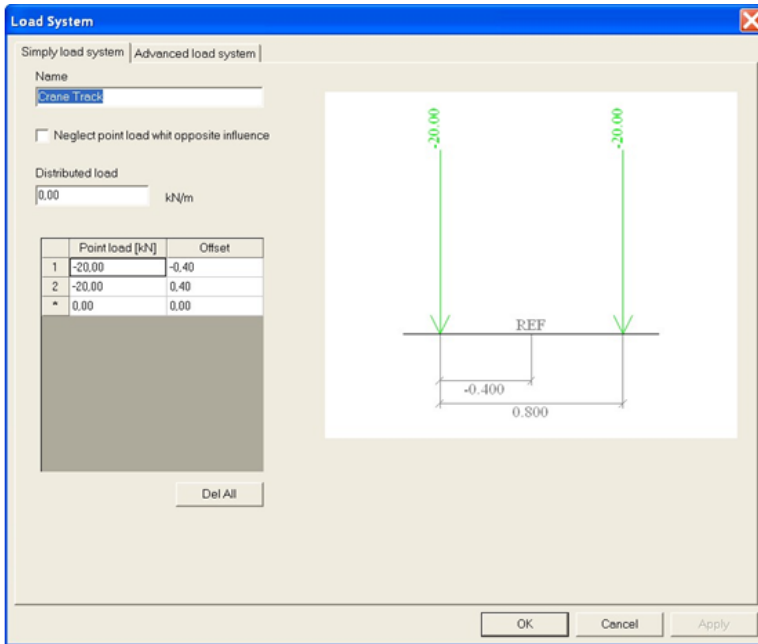 Load System
Simply load system Advanced load system
Name
Crane Track
Neglect point load whit opposite influence
Distributed load
0,00 kN/m
Point load [kN] Offset
1 -20,00 -0,40
2 -20,00 0,40
* 0,00 0,00
Del All
-20.00 -20.00
REF
-0.400
0.800
OK Cancel Apply